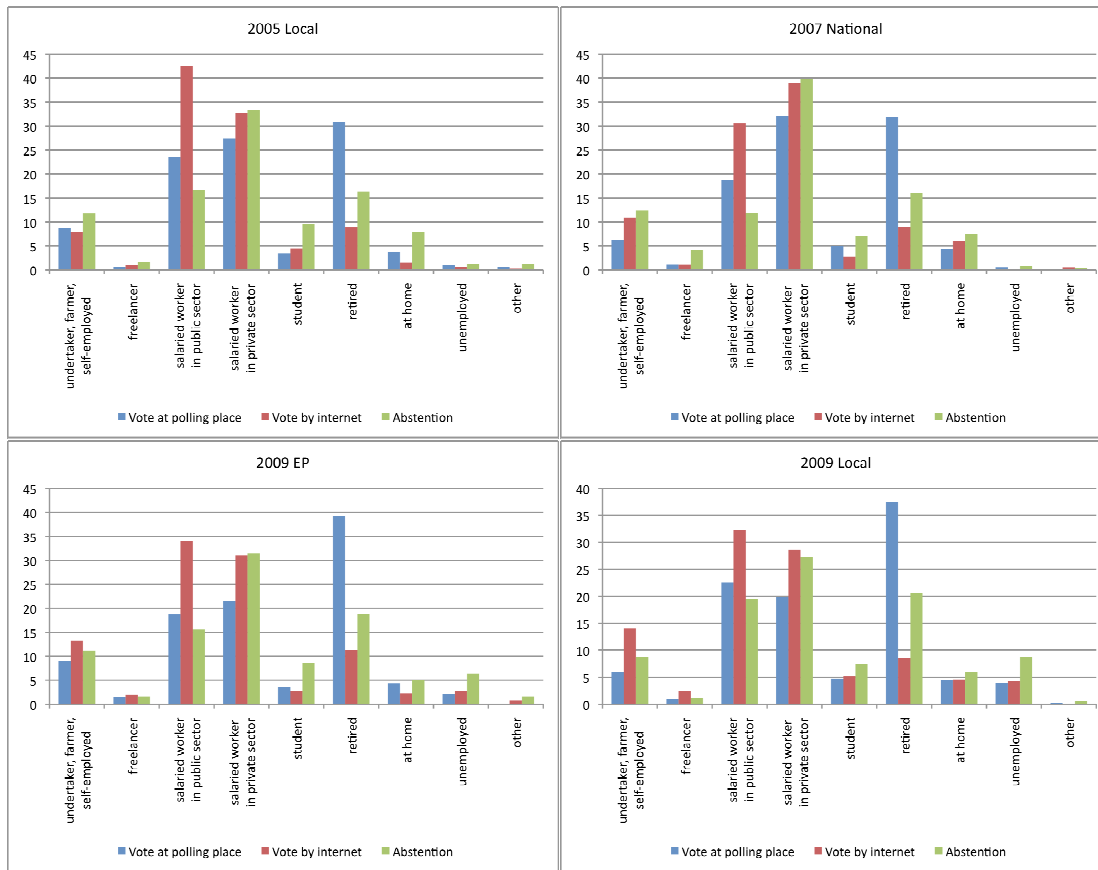 2005 Local
45
40
35
30
25
20
15
10
5
0
undertaker, farmer,
self-employed
freelancer
salaried worker
in public sector
salaried worker
in private sector
student
retired
at home
unemployed
other
Vote at polling place Vote by internet Abstention
2007 National
45
40
35
30
25
20
15
10
5
0
undertaker, farmer,
self-employed
freelancer
salaried worker
in public sector
salaried worker
in private sector
student
retired
at home
unemployed
other
Vote at polling place Vote by internet Abstention
2009 EP
45
40
35
30
25
20
15
10
5
0
undertaker, farmer,
self-employed
freelancer
salaried worker
in public sector
salaried worker
in private sector
student
retired
at home
unemployed
other
Vote at polling place Vote by internet Abstention
2009 Local
40
35
30
25
20
15
10
5
0
undertaker, farmer,
self-employed
freelancer
salaried worker
in public sector
salaried worker
in private sector
student
retired
at home
unemployed
other
Vote at polling place Vote by internet Abstention